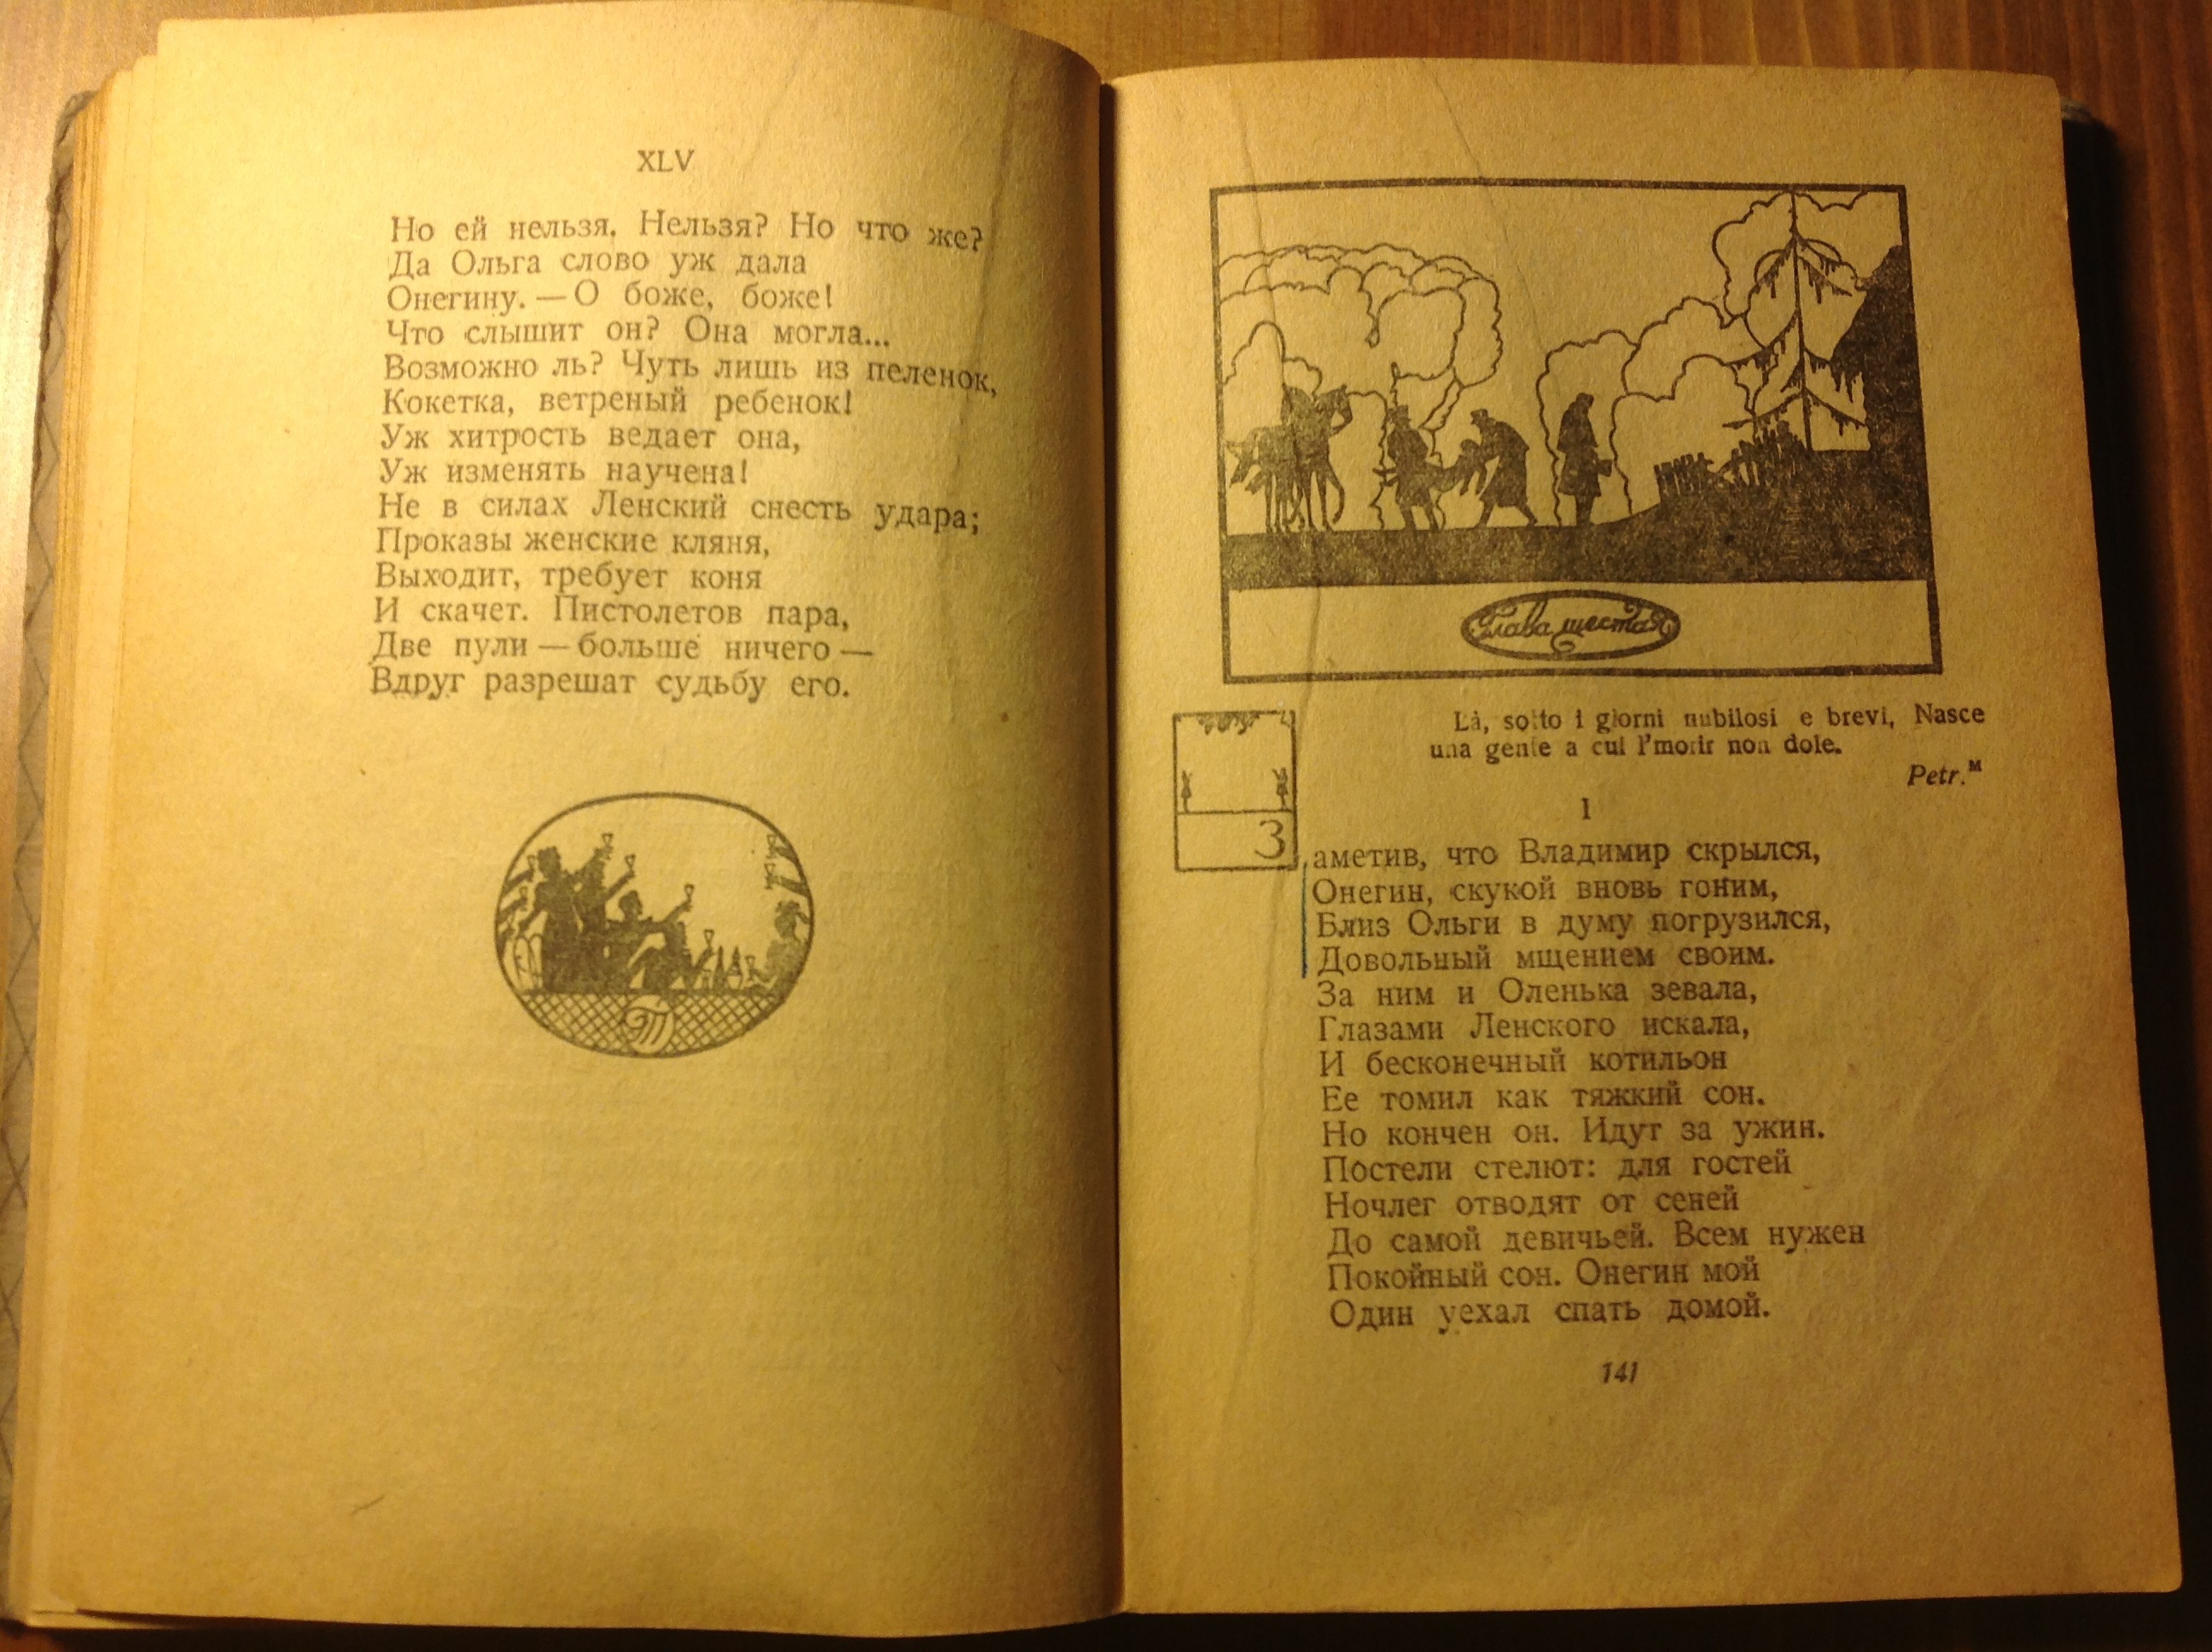 XLV
Но ей нельзя. Нельзя? Но что же?
Да Ольга слово уж дала
Онегину. — О боже, боже!
Что слышит он? Она могла...
Возможно ль? Чуть лишь из пеленок,
Кокетка, ветреный ребенок!
Уж хитрость ведает она,
Уж изменять научена!
Не в силах Ленский снесть удара;
Проказы женские кляня,
Выходит, требует коня
И скачет. Пистолетов пара,
Две пули — больше ничего —
Вдруг разрешат судьбу его.
Глава шестая
Là, sotto i giorni nubilosi e brevi, Nasce
una gente a cui l'morir non dole.
Petr.ᴹ
I
Заметив, что Владимир скрылся,
Онегин, скукой вновь гоним,
Близ Ольги в думу погрузился,
Довольный мщением своим.
За ним и Оленька зевала,
Глазами Ленского искала,
И бесконечный котильон
Ее томил как тяжкий сон.
Но кончен он. Идут за ужин.
Постели стелют: для гостей
Ночлег отводят от сеней
До самой девичьей. Всем нужен
Покойный сон. Онегин мой
Один уехал спать домой.
141